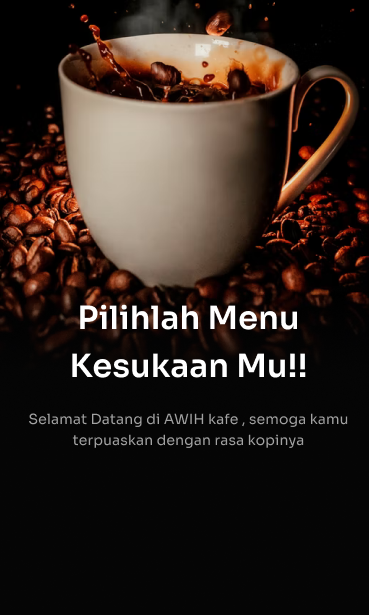 Pilihlah Menu
Kesukaan Mu!!
Selamat Datang di AWIH kafe , semoga kamu
terpuaskan dengan rasa kopinya